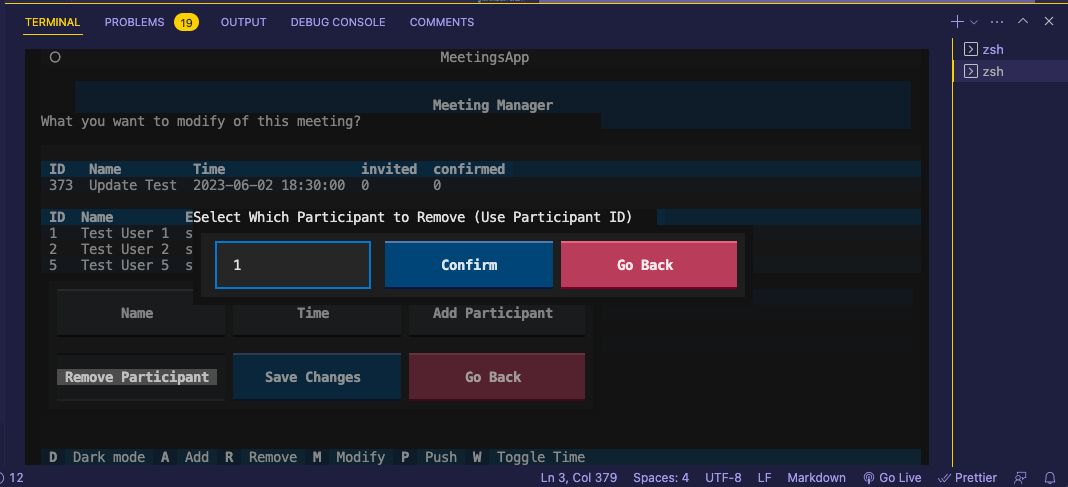 TERMINAL PROBLEMS 19 OUTPUT DEBUG CONSOLE COMMENTS
zsh
zsh
MeetingsApp
Meeting Manager
What you want to modify of this meeting?
ID Name Time invited confirmed
373 Update Test 2023-06-02 18:30:00 0 0
ID Name E
Select Which Participant to Remove (Use Participant ID)
1 Test User 1 s
2 Test User 2 s
5 Test User 5 s
1 Confirm Go Back
Name Time Add Participant
Remove Participant Save Changes Go Back
D Dark mode A Add R Remove M Modify P Push W Toggle Time
12 Ln 3, Col 379 Spaces: 4 UTF-8 LF Markdown Go Live Prettier